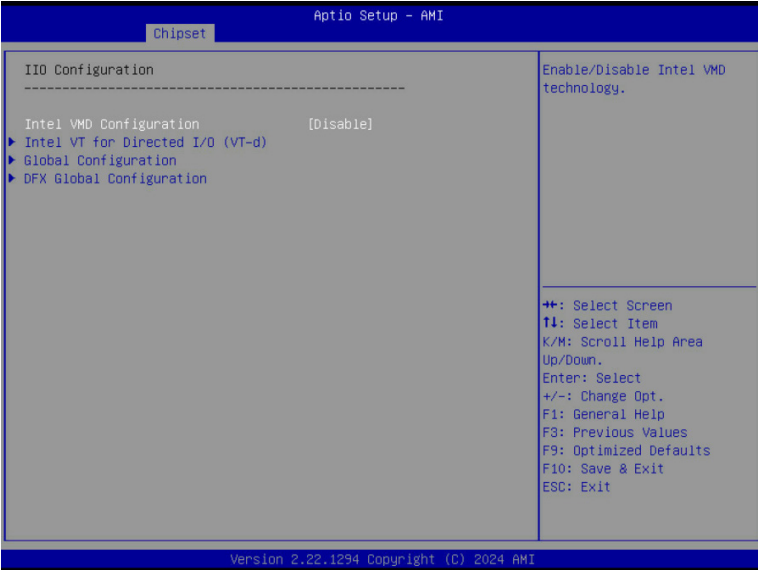 Aptio Setup - AMI
Chipset
IIO Configuration
--------------------------------------------------
Intel VMD Configuration [Disable]
Intel VT for Directed I/O (VT-d)
Global Configuration
DFX Global Configuration
Enable/Disable Intel VMD
technology.
→←: Select Screen
↑↓: Select Item
K/M: Scroll Help Area
Up/Down.
Enter: Select
+/-: Change Opt.
F1: General Help
F3: Previous Values
F9: Optimized Defaults
F10: Save & Exit
ESC: Exit
Version 2.22.1294 Copyright (C) 2024 AMI